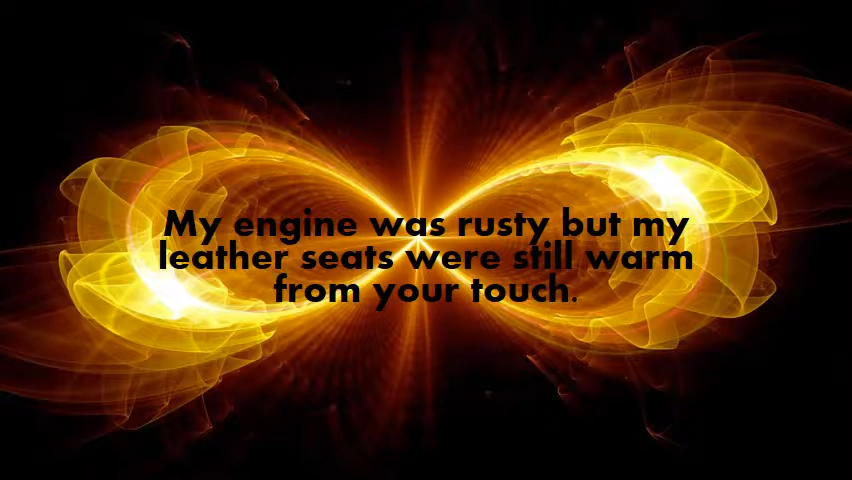 My engine was rusty but my
leather seats were still warm
from your touch.